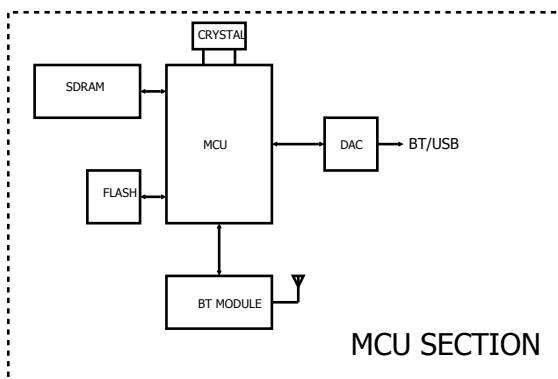 CRYSTAL
SDRAM
MCU
DAC
BT/USB
FLASH
BT MODULE
MCU SECTION